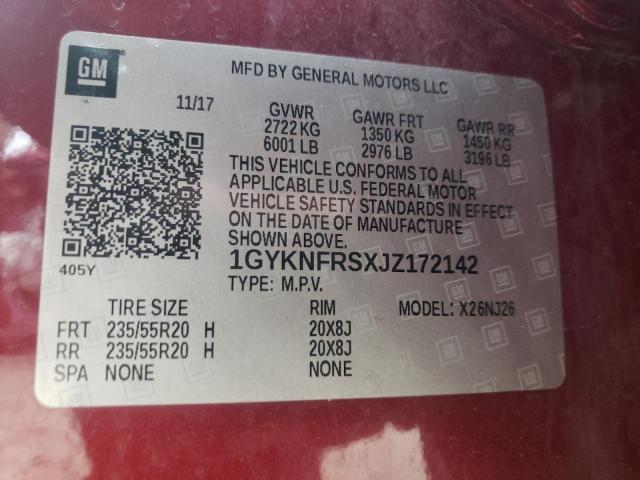 GM
MFD BY GENERAL MOTORS LLC
11/17
GVWR GAWR FRT GAWR RR
2722 KG 1350 KG 1450 KG
6001 LB 2976 LB 3196 LB
THIS VEHICLE CONFORMS TO ALL
APPLICABLE U.S. FEDERAL MOTOR
VEHICLE SAFETY STANDARDS IN EFFECT
ON THE DATE OF MANUFACTURE
SHOWN ABOVE.
405Y
1GYKNFRSXJZ172142
TYPE: M.P.V.
TIRE SIZE RIM MODEL: X26NJ26
FRT 235/55R20 H 20X8J
RR 235/55R20 H 20X8J
SPA NONE NONE